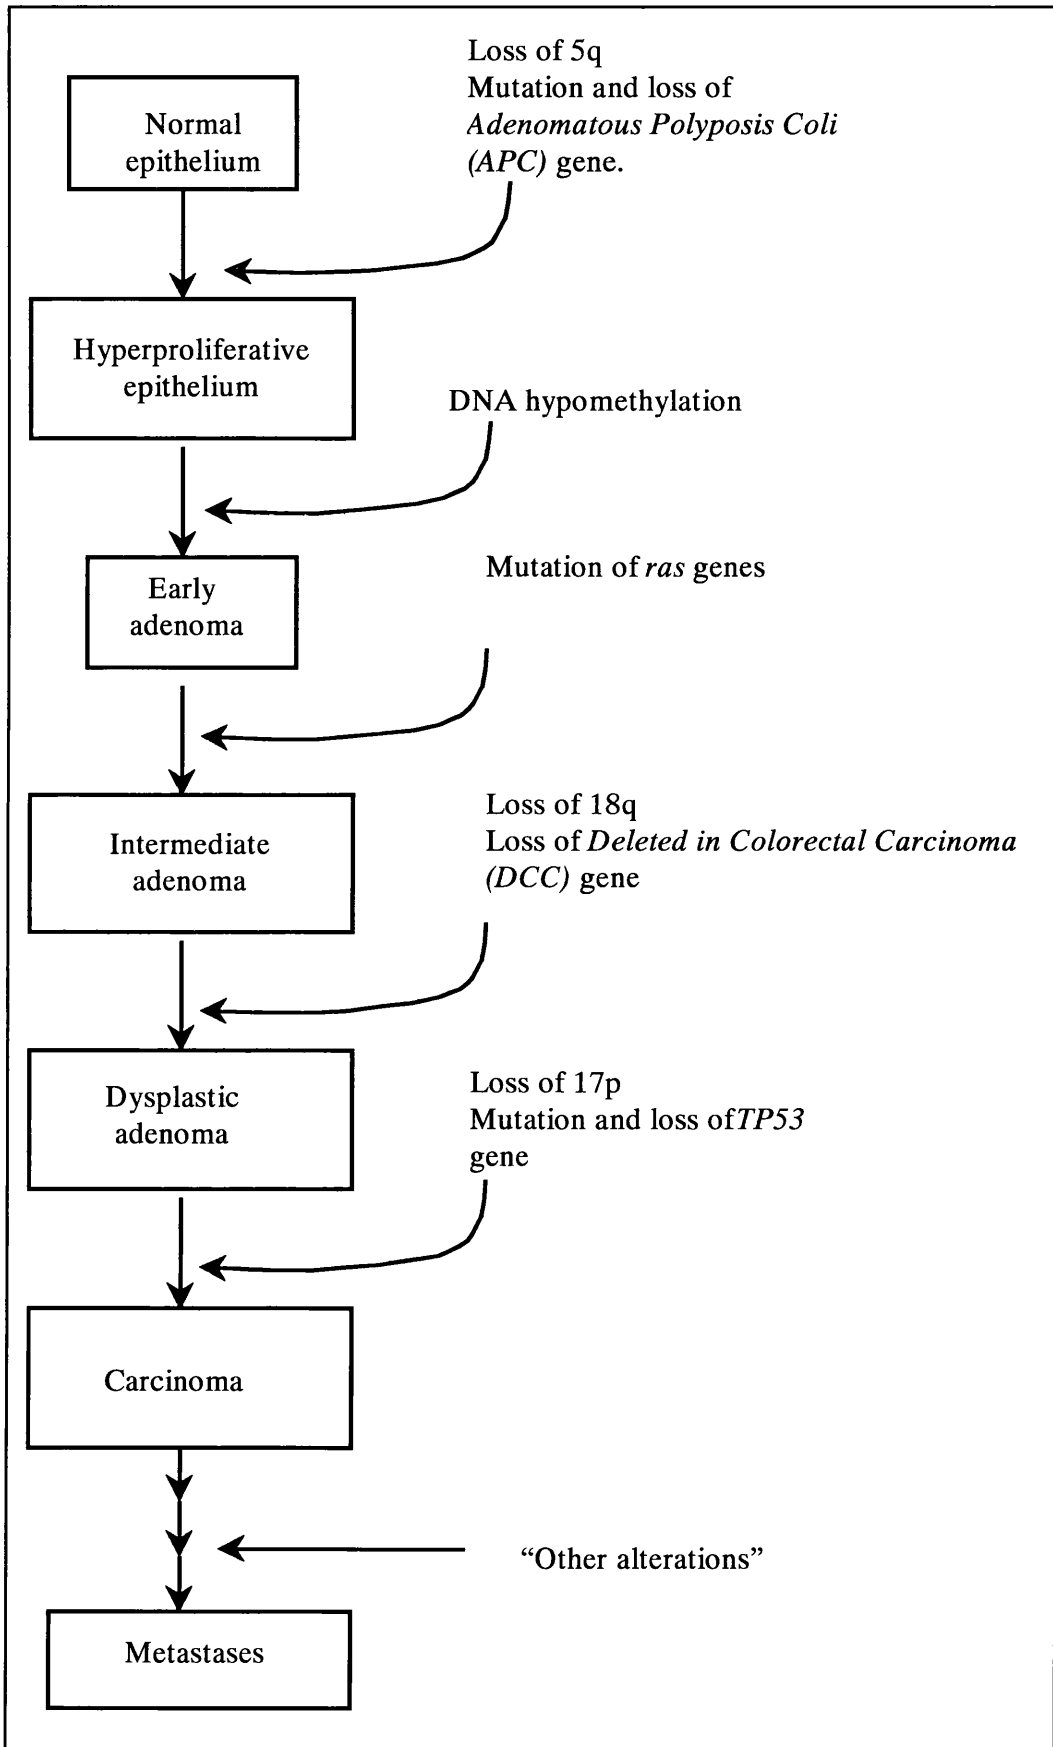 Loss of 5q
Mutation and loss of
Adenomatous Polyposis Coli
(APC) gene.
Normal
epithelium
Hyperproliferative
epithelium
DNA hypomethylation
Early
adenoma
Mutation of ras genes
Intermediate
adenoma
Loss of 18q
Loss of Deleted in Colorectal Carcinoma
(DCC) gene
Dysplastic
adenoma
Loss of 17p
Mutation and loss of TP53
gene
Carcinoma
“Other alterations”
Metastases